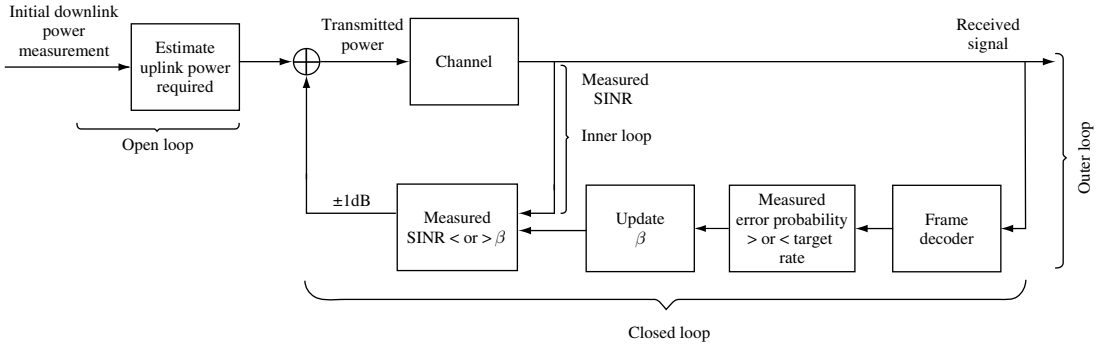 Initial downlink
power
measurement
Estimate
uplink power
required
Open loop
Transmitted
power
Channel
Measured
SINR
Inner loop
Received
signal
Outer loop
±1dB
Measured
SINR < or > β
Update
β
Measured
error probability
> or < target
rate
Frame
decoder
Closed loop